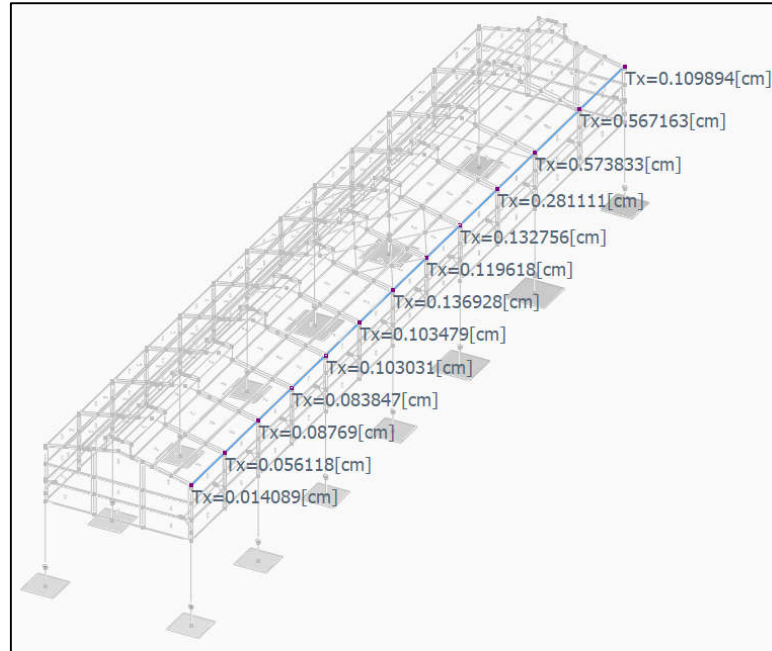 Tx=0.109894[cm]
Tx=0.567163[cm]
Tx=0.573833[cm]
Tx=0.281111[cm]
Tx=0.132756[cm]
Tx=0.119618[cm]
Tx=0.136928[cm]
Tx=0.103479[cm]
Tx=0.103031[cm]
Tx=0.083847[cm]
Tx=0.08769[cm]
Tx=0.056118[cm]
Tx=0.014089[cm]